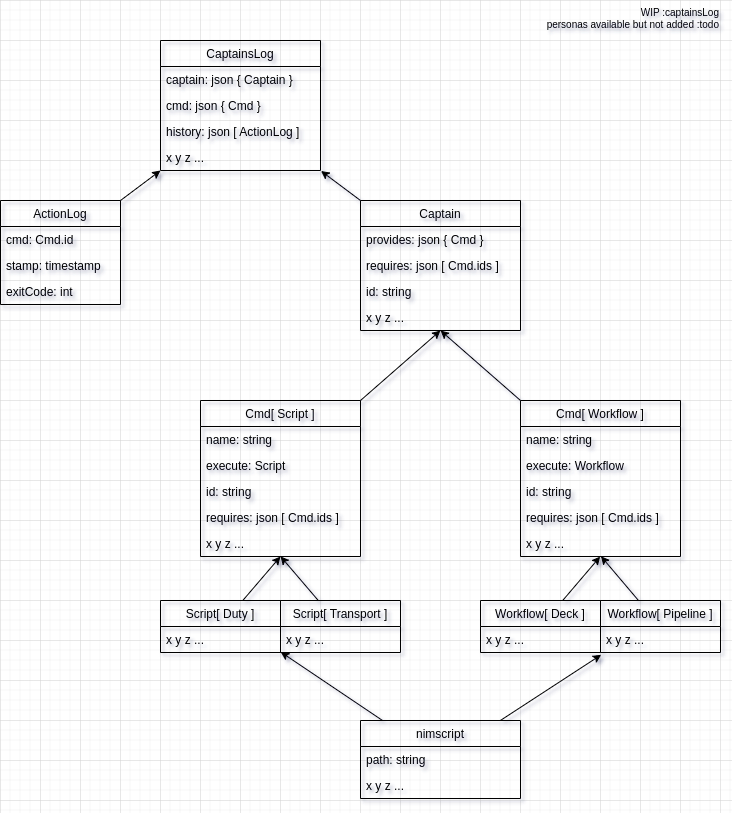 WIP :captainsLog
personas available but not added :todo
CaptainsLog
captain: json { Captain }
cmd: json { Cmd }
history: json [ ActionLog ]
x y z ...
ActionLog
cmd: Cmd.id
stamp: timestamp
exitCode: int
Captain
provides: json { Cmd }
requires: json [ Cmd.ids ]
id: string
x y z ...
Cmd[ Script ]
name: string
execute: Script
id: string
requires: json [ Cmd.ids ]
x y z ...
Cmd[ Workflow ]
name: string
execute: Workflow
id: string
requires: json [ Cmd.ids ]
x y z ...
Script[ Duty ]
x y z ...
Script[ Transport ]
x y z ...
Workflow[ Deck ]
x y z ...
Workflow[ Pipeline ]
x y z ...
nimscript
path: string
x y z ...